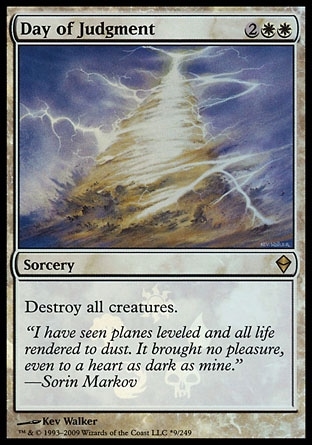 Day of Judgment 2
Sorcery
Destroy all creatures.
“I have seen planes leveled and all life
rendered to dust. It brought no pleasure,
even to a heart as dark as mine.”
—Sorin Markov
Kev Walker
™ & © 1993-2009 Wizards of the Coast LLC *9/249